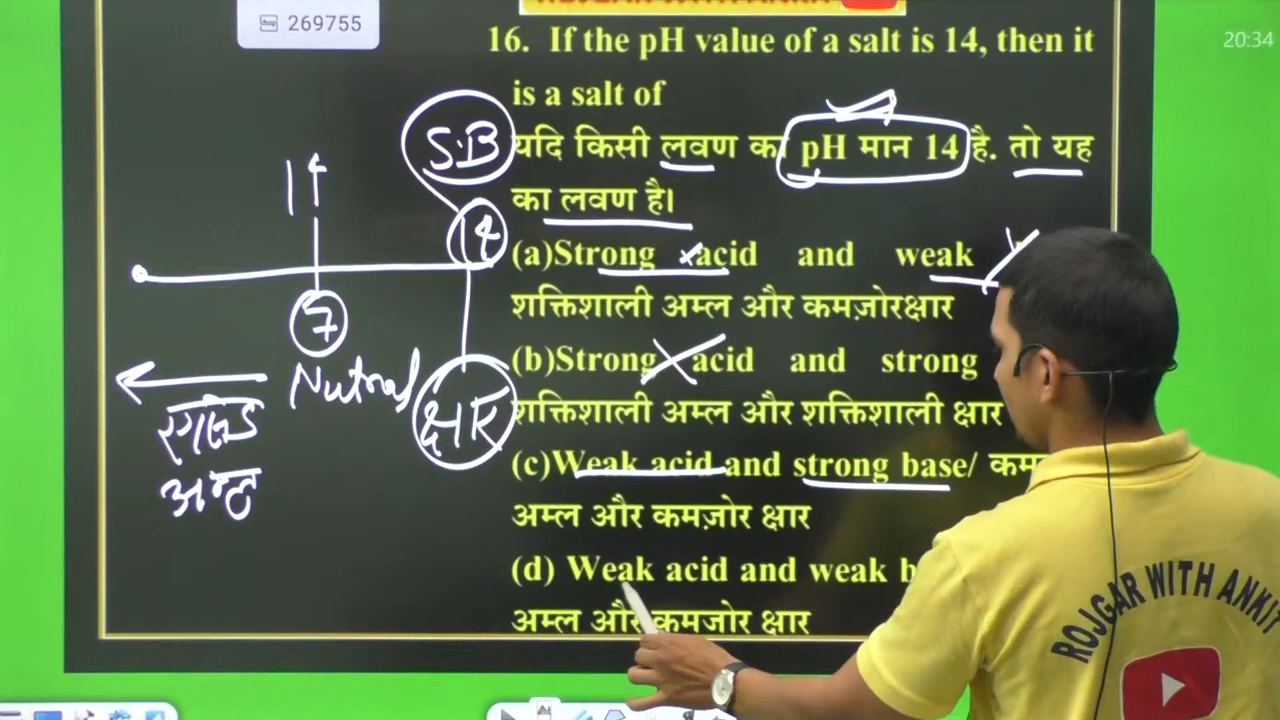 269755
20:34
16. If the pH value of a salt is 14, then it
is a salt of
यदि किसी लवण का pH मान 14 है. तो यह
का लवण है।
(a)Strong acid and weak
शक्तिशाली अम्ल और कमज़ोरक्षार
(b)Strong acid and strong
शक्तिशाली अम्ल और शक्तिशाली क्षार
(c)Weak acid and strong base/
अम्ल और कमज़ोर क्षार
(d) Weak acid and weak
अम्ल और कमजोर क्षार
S.B
14
7
Nutral
क्षार
अम्ल
ROJGAR WITH ANKIT